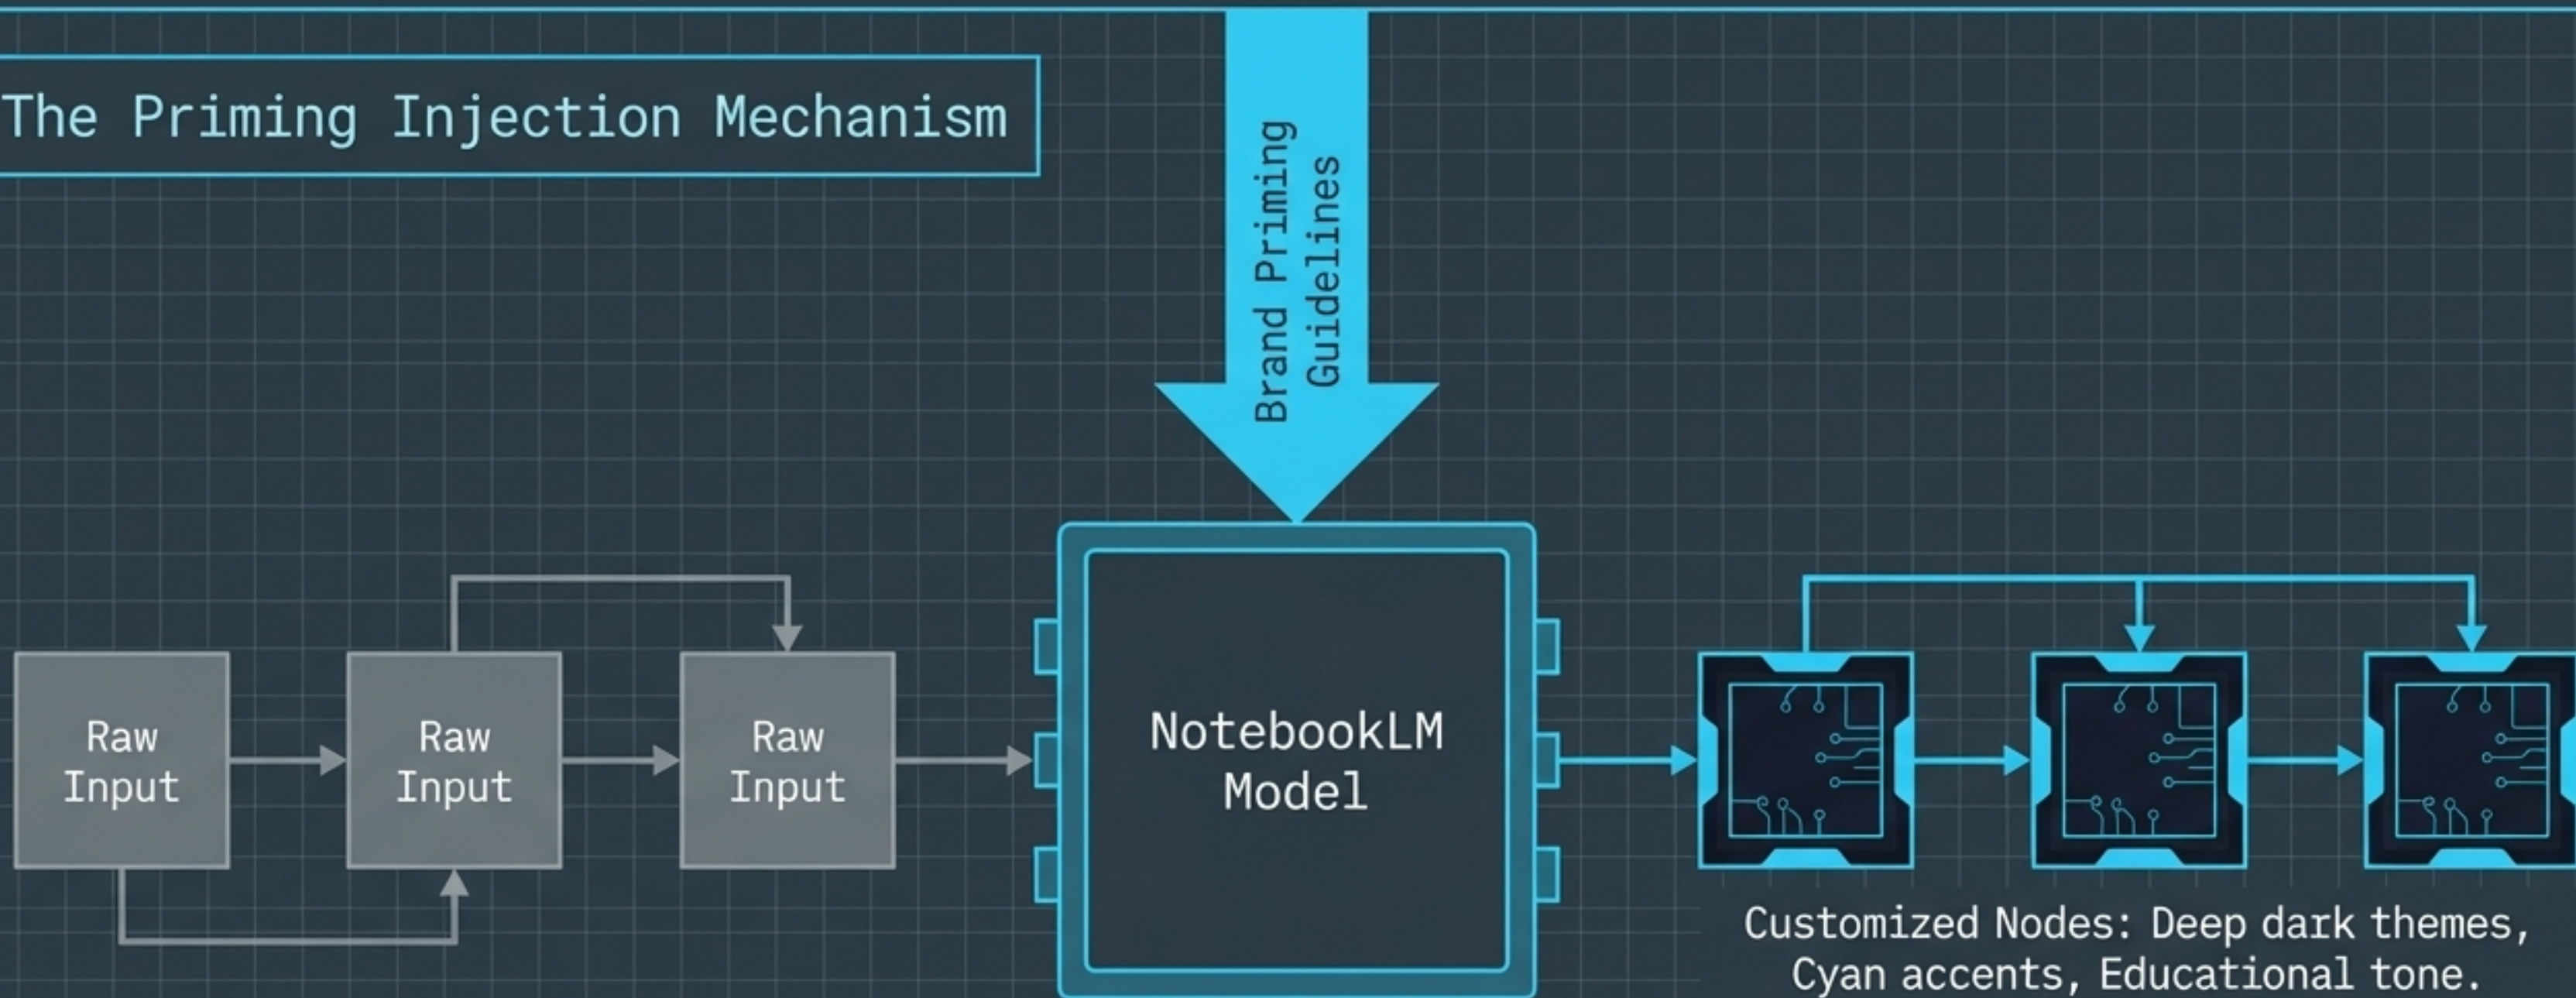 The Priming Injection Mechanism
Brand Priming
Guidelines
Raw
Input
Raw
Input
Raw
Input
NotebookLM
Model
Customized Nodes: Deep dark themes,
Cyan accents, Educational tone.